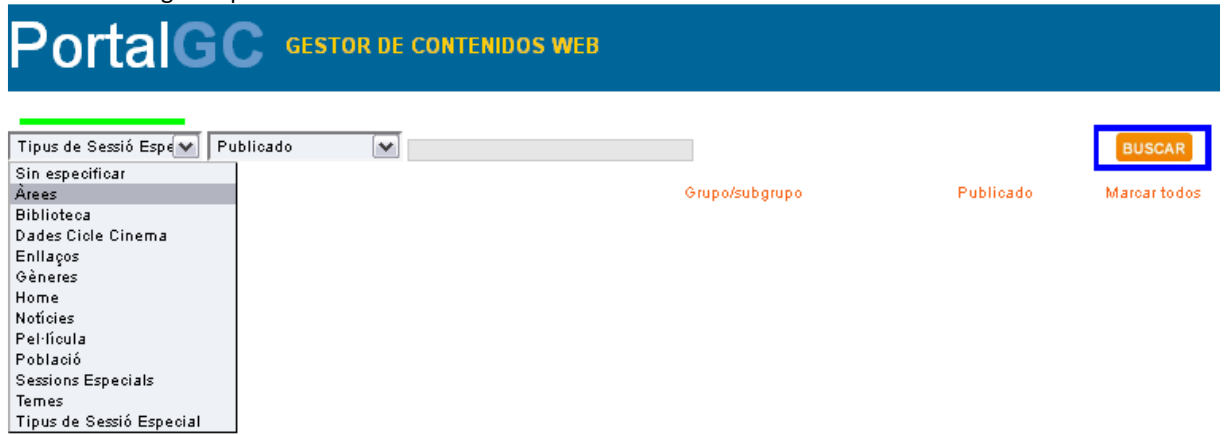 PortalGC GESTOR DE CONTENIDOS WEB
Tipus de Sessió Espe Publicado BUSCAR
Sin especificar
Àrees
Grupo/subgrupo Publicado Marcar todos
Biblioteca
Dades Cicle Cinema
Enllaços
Gèneres
Home
Notícies
Pel·lícula
Població
Sessions Especials
Temes
Tipus de Sessió Especial